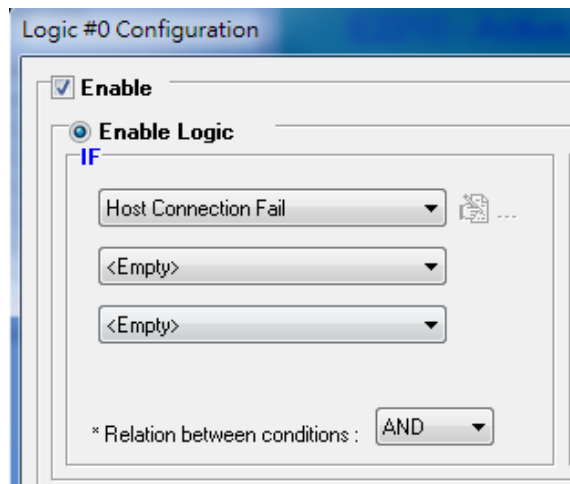 Logic #0 Configuration
Enable
Enable Logic
IF
Host Connection Fail
...
<Empty>
<Empty>
* Relation between conditions :
AND